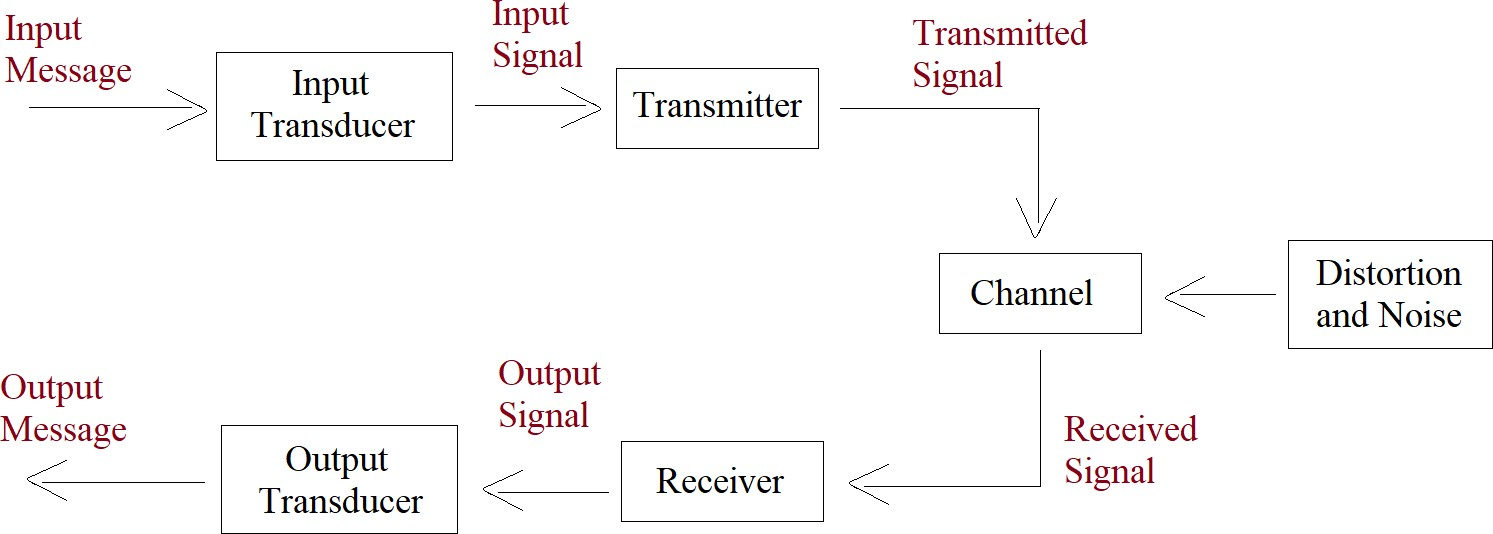 Input
Message
Input
Transducer
Input
Signal
Transmitter
Transmitted
Signal
Channel
Distortion
and Noise
Received
Signal
Receiver
Output
Signal
Output
Transducer
Output
Message